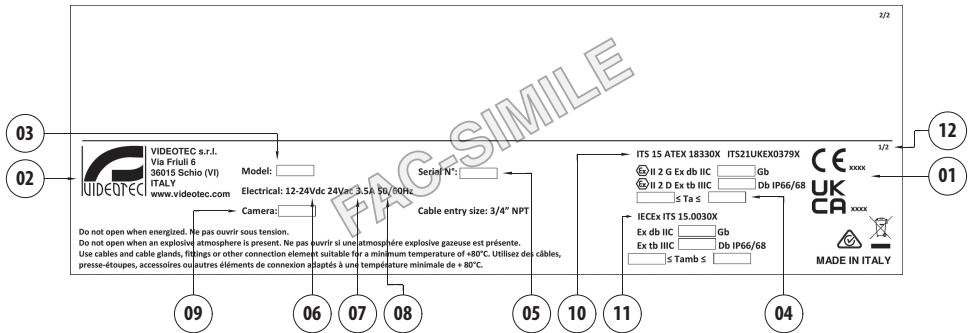 2/2
FAC-SIMILE
03
12
1/2
02
01
VIDEOTEC
VIDEOTEC s.r.l.
Via Friuli 6
36015 Schio (VI)
ITALY
www.videotec.com
Model:
Serial N°:
Electrical: 12-24Vdc 24Vac 3.5A 50/60Hz
Camera:
Cable entry size: 3/4” NPT
Do not open when energized. Ne pas ouvrir sous tension.
Do not open when an explosive atmosphere is present. Ne pas ouvrir si une atmosphére explosive gazeuse est présente.
Use cables and cable glands, fittings or other connection element suitable for a minimum temperature of +80°C. Utilisez des câbles,
presse-étoupes, accessoires ou autres éléments de connexion adaptés à une température minimale de + 80°C.
ITS 15 ATEX 18330X ITS21UKEX0379X
Ex II 2 G Ex db IIC Gb
Ex II 2 D Ex tb IIIC Db IP66/68
≤ Ta ≤
IECEx ITS 15.0030X
Ex db IIC Gb
Ex tb IIIC Db IP66/68
≤ Tamb ≤
CE xxxx
UK
CA xxxx
MADE IN ITALY
09
06
07
08
05
10
11
04